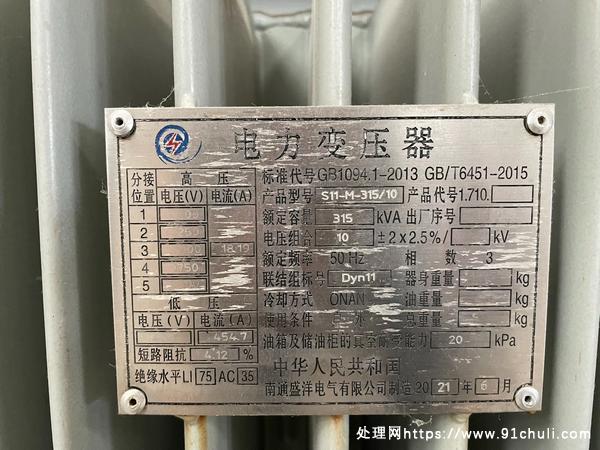 电力变压器
标准代号GB1094.1-2013 GB/T6451-2015
产品型号 S11-M-315/10 产品代号1.710.
额定容量 315 kVA 出厂序号
电压组合 10 ±2x2.5%/ kV
额定频率 50 Hz 相数 3
联结组标号 Dyn11 器身重量 kg
冷却方式 ONAN 油重量 kg
使用条件 户外 总重量 kg
油箱及储油柜的真空耐受能力 20 kPa
中华人民共和国
南通盛洋电气有限公司制造 2021年6月
分接位置 高压
电压(V) 电流(A)
1
2
3 18.19
4
5
低压
电压(V) 电流(A)
454.7
短路阻抗 4.12 %
绝缘水平LI 75 AC 35
处理网https://www.91chuli.com/